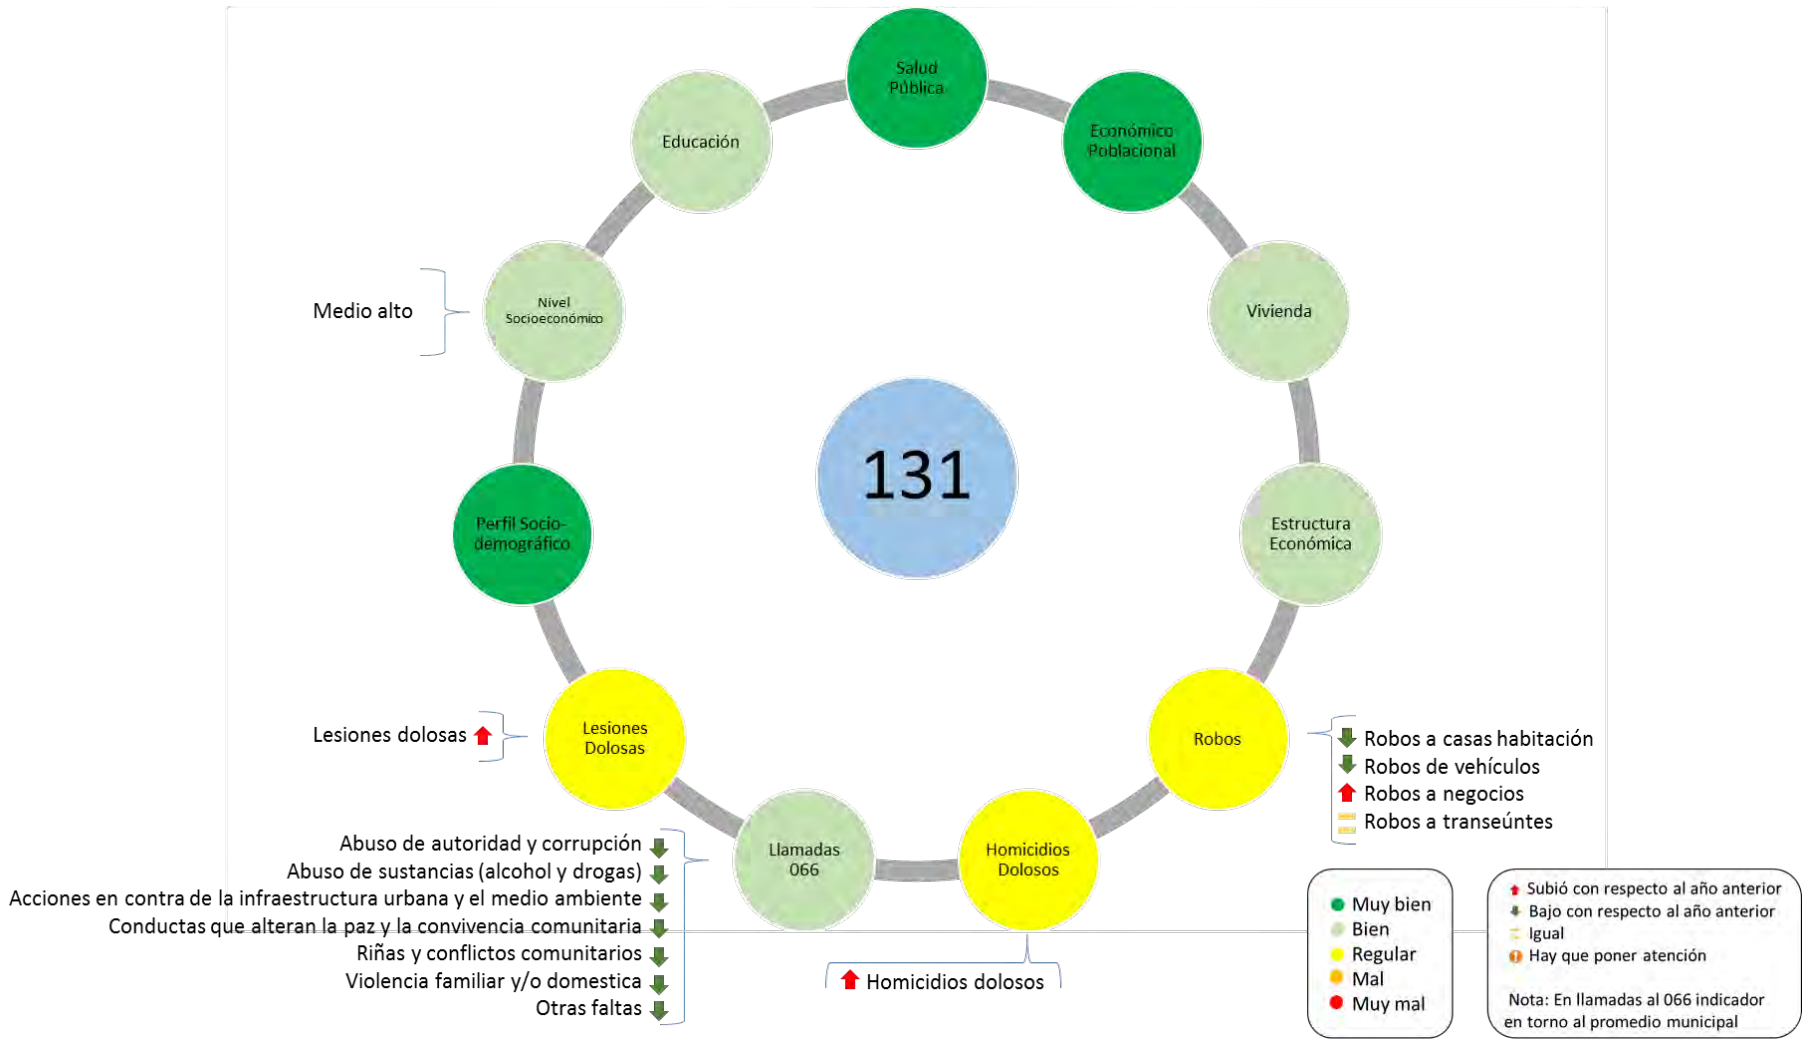 Salud
Pública
Económico
Poblacional
Educación
Vivienda
Nivel
Socioeconómico
Medio alto
131
Estructura
Económica
Perfil Socio-
demográfico
Lesiones
Dolosas
Lesiones dolosas
Robos
Robos a casas habitación
Robos de vehículos
Robos a negocios
Robos a transeúntes
Llamadas
066
Abuso de autoridad y corrupción
Abuso de sustancias (alcohol y drogas)
Acciones en contra de la infraestructura urbana y el medio ambiente
Conductas que alteran la paz y la convivencia comunitaria
Riñas y conflictos comunitarios
Violencia familiar y/o domestica
Otras faltas
Homicidios
Dolosos
Homicidios dolosos
Muy bien
Bien
Regular
Mal
Muy mal
Subió con respecto al año anterior
Bajo con respecto al año anterior
Igual
Hay que poner atención
Nota: En llamadas al 066 indicador
en torno al promedio municipal